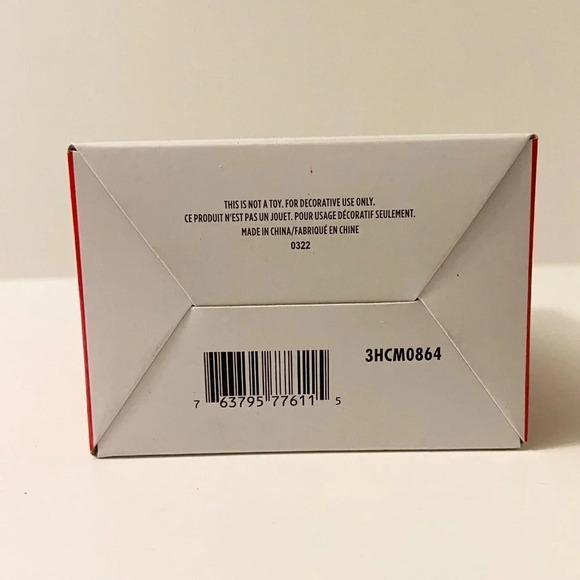 THIS IS NOT A TOY. FOR DECORATIVE USE ONLY.
CE PRODUIT N'EST PAS UN JOUET. POUR USAGE DÉCORATIF SEULEMENT.
MADE IN CHINA/FABRIQUÉ EN CHINE
0322
3HCM0864
7 63795 77611 5